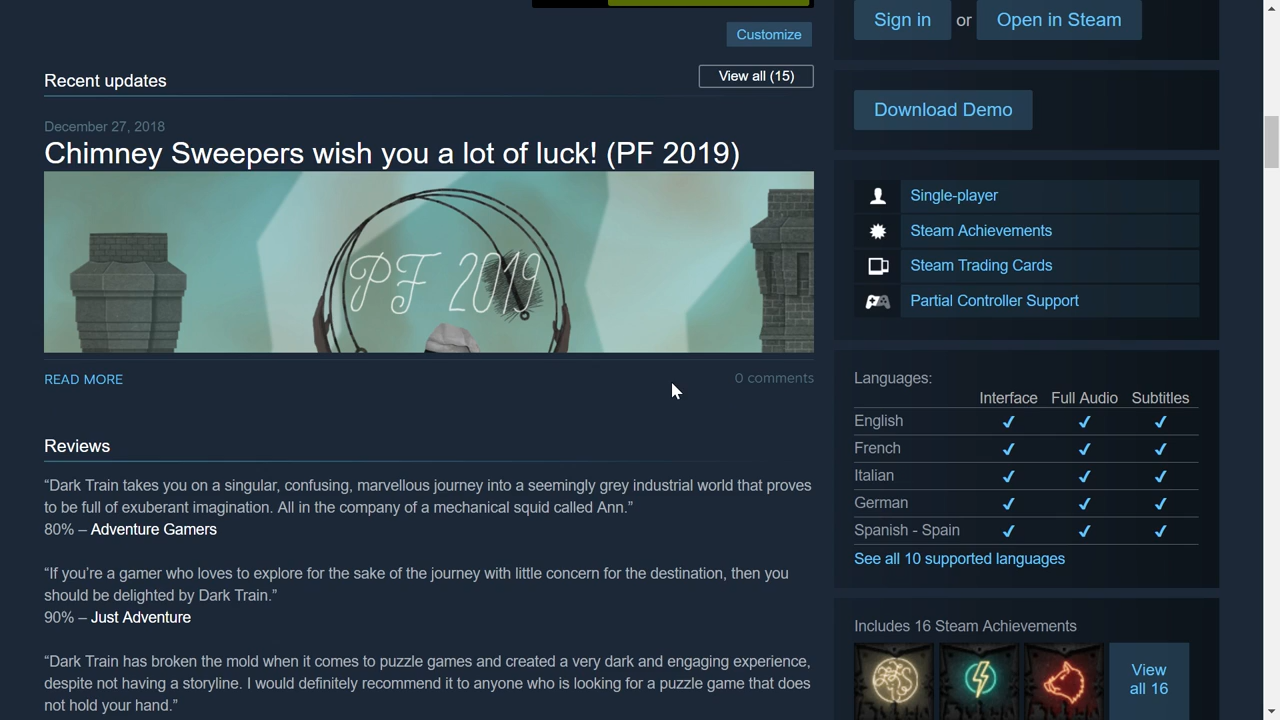 Customize
Recent updates
View all (15)
December 27, 2018
Chimney Sweepers wish you a lot of luck! (PF 2019)
PF 2019
READ MORE
0 comments
Reviews
“Dark Train takes you on a singular, confusing, marvellous journey into a seemingly grey industrial world that proves
to be full of exuberant imagination. All in the company of a mechanical squid called Ann.”
80% – Adventure Gamers
“If you're a gamer who loves to explore for the sake of the journey with little concern for the destination, then you
should be delighted by Dark Train.”
90% – Just Adventure
“Dark Train has broken the mold when it comes to puzzle games and created a very dark and engaging experience,
despite not having a storyline. I would definitely recommend it to anyone who is looking for a puzzle game that does
not hold your hand.”
Sign in or Open in Steam
Download Demo
Single-player
Steam Achievements
Steam Trading Cards
Partial Controller Support
Languages:
Interface Full Audio Subtitles
English ✔ ✔ ✔
French ✔ ✔ ✔
Italian ✔ ✔ ✔
German ✔ ✔ ✔
Spanish - Spain ✔ ✔ ✔
See all 10 supported languages
Includes 16 Steam Achievements
View
all 16